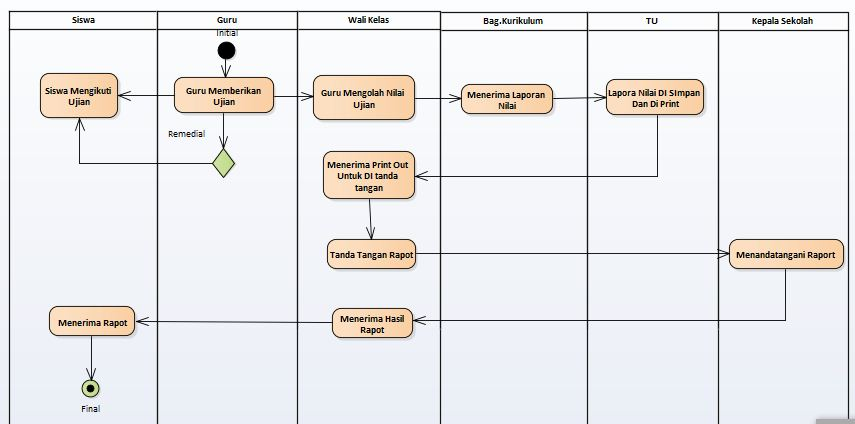 Siswa
Guru
Wali Kelas
Bag.Kurikulum
TU
Kepala Sekolah
Initial
Siswa Mengikuti
Ujian
Guru Memberikan
Ujian
Guru Mengolah Nilai
Ujian
Menerima Laporan
Nilai
Lapora Nilai DI SImpan
Dan Di Print
Remedial
Menerima Print Out
Untuk DI tanda
tangan
Tanda Tangan Rapot
Menandatangani Raport
Menerima Rapot
Menerima Hasil
Rapot
Final